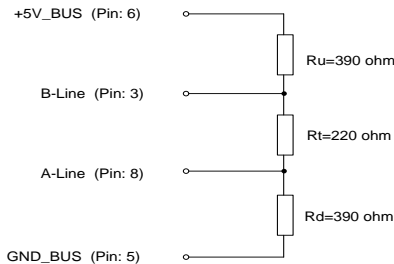 +5V_BUS (Pin: 6)
Ru=390 ohm
B-Line (Pin: 3)
Rt=220 ohm
A-Line (Pin: 8)
Rd=390 ohm
GND_BUS (Pin: 5)